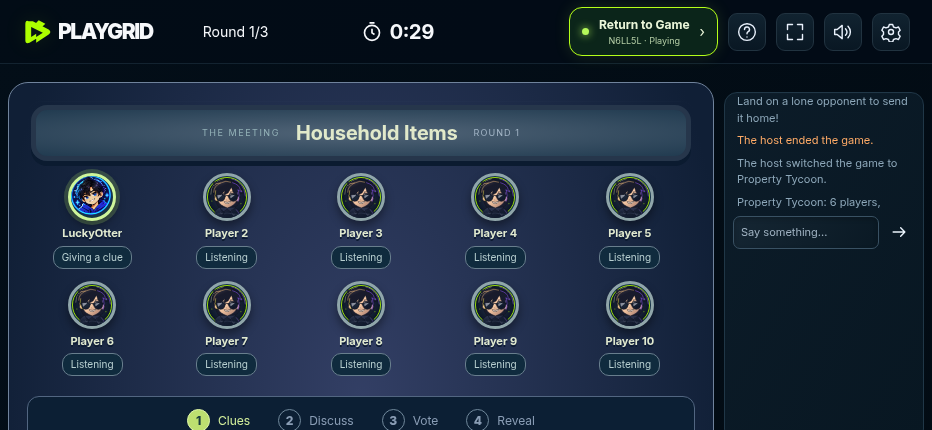 PLAYGRID
Round 1/3
0:29
Return to Game
N6LL5L · Playing
THE MEETING Household Items ROUND 1
LuckyOtter Player 2 Player 3 Player 4 Player 5
Giving a clue Listening Listening Listening Listening
Player 6 Player 7 Player 8 Player 9 Player 10
Listening Listening Listening Listening Listening
1 Clues 2 Discuss 3 Vote 4 Reveal
Land on a lone opponent to send
it home!
The host ended the game.
The host switched the game to
Property Tycoon.
Property Tycoon: 6 players,
Say something...